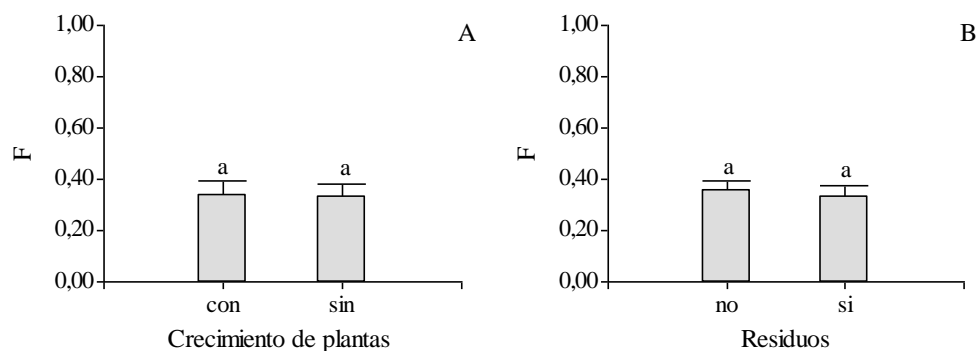 A
1,00
0,80
0,60
0,40
0,20
0,00
F
a a
con sin
Crecimiento de plantas
B
1,00
0,80
0,60
0,40
0,20
0,00
F
a a
no si
Residuos